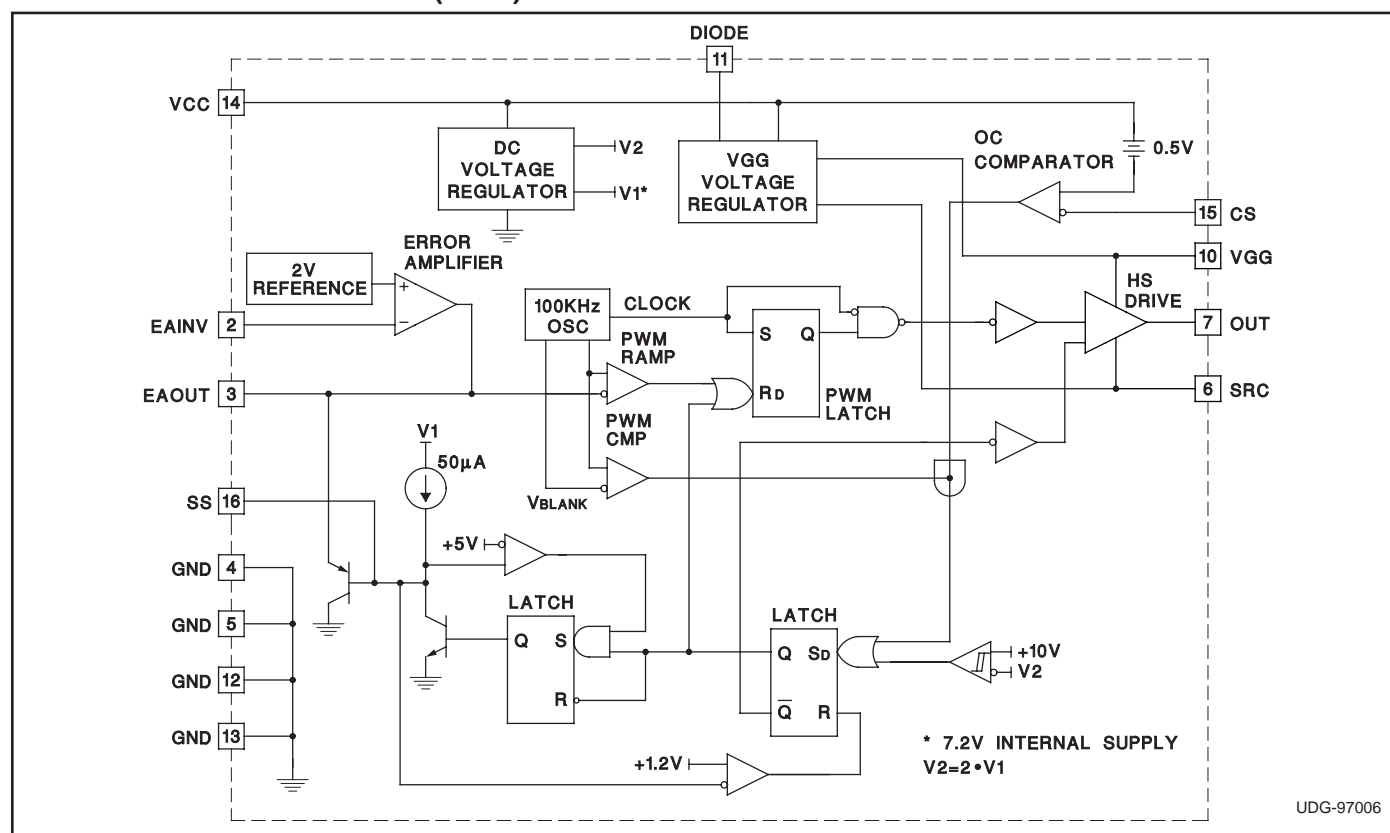 DIODE
11
VCC 14
DC
VOLTAGE
REGULATOR
V2
V1*
VGG
VOLTAGE
REGULATOR
OC
COMPARATOR
0.5V
15 CS
10 VGG
ERROR
AMPLIFIER
2V
REFERENCE
+
−
EAINV 2
100KHz
OSC
CLOCK
S Q
RD
PWM
LATCH
HS
DRIVE
7 OUT
6 SRC
PWM
RAMP
EAOUT 3
PWM
CMP
V1
50µA
VBLANK
SS 16
+5V
GND 4
GND 5
GND 12
GND 13
LATCH
Q S
R
LATCH
Q SD
Q R
+10V
V2
+1.2V
* 7.2V INTERNAL SUPPLY
V2=2•V1
UDG-97006